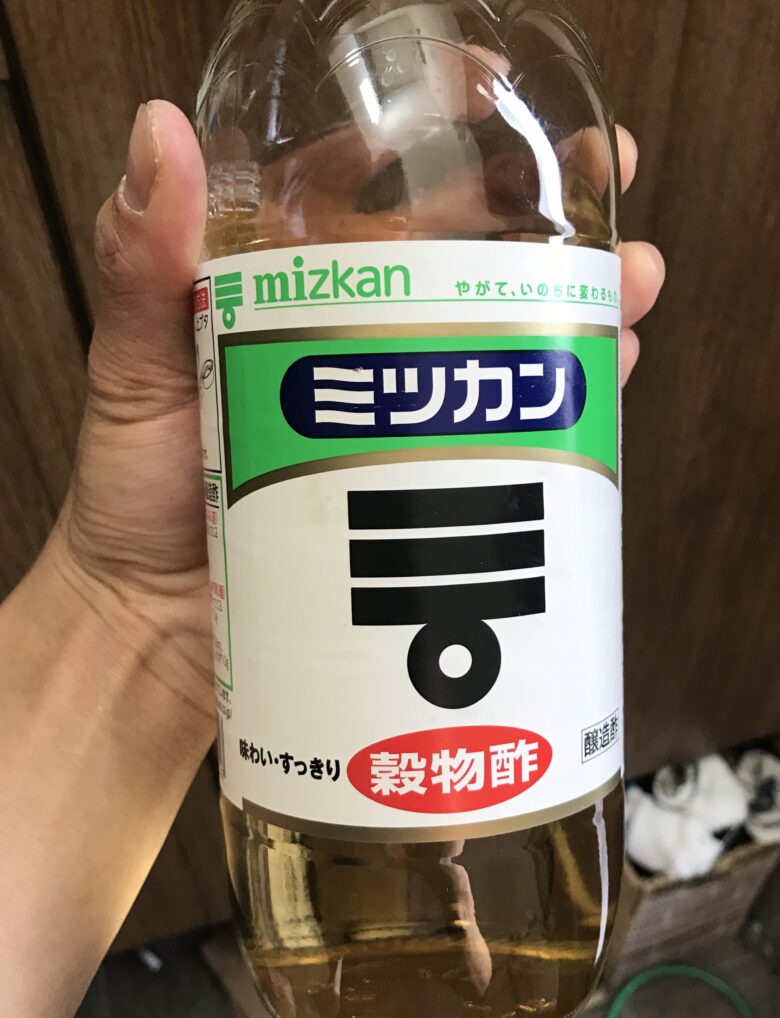 mizkan
やがて、いのちに変わるもの。
ミツカン
味わい・すっきり
穀物酢
醸造酢